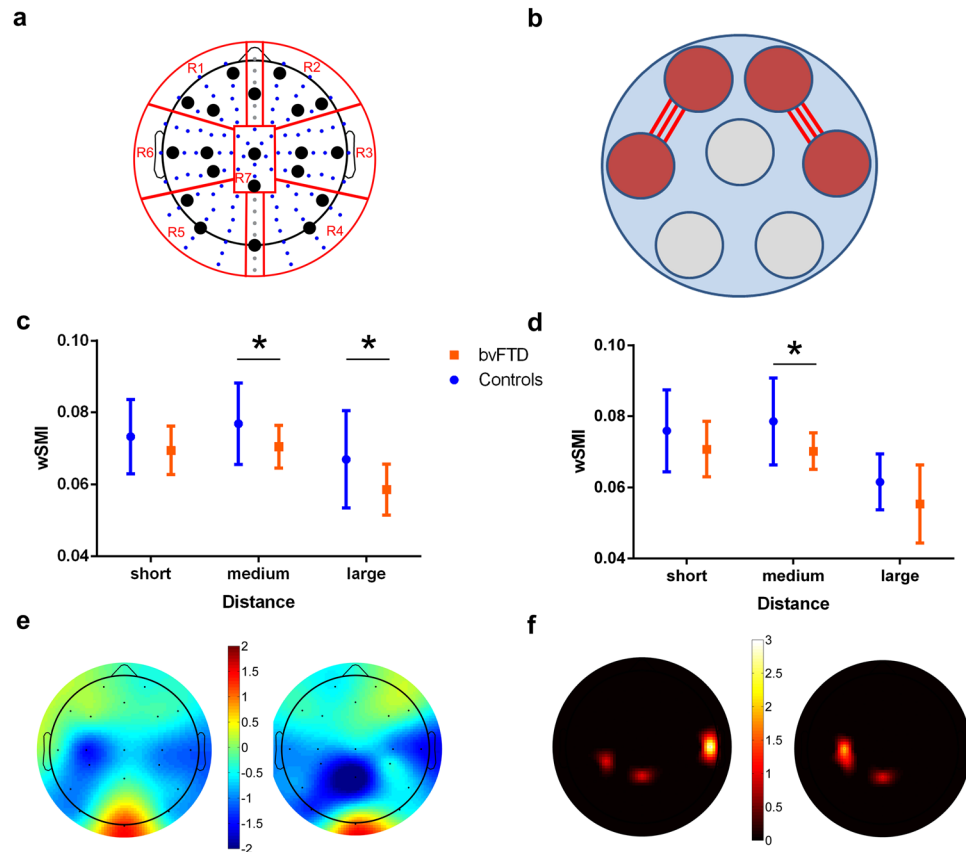 a
b
R1
R2
R6
R3
R7
R5
R4
c
d
0.10
0.08
0.06
0.04
wSMI
*
*
short
medium
large
Distance
bvFTD
Controls
0.10
0.08
0.06
0.04
wSMI
*
short
medium
large
Distance
e
f
2
1.5
1
0.5
0
-0.5
-1
-1.5
-2
3
2.5
2
1.5
1
0.5
0